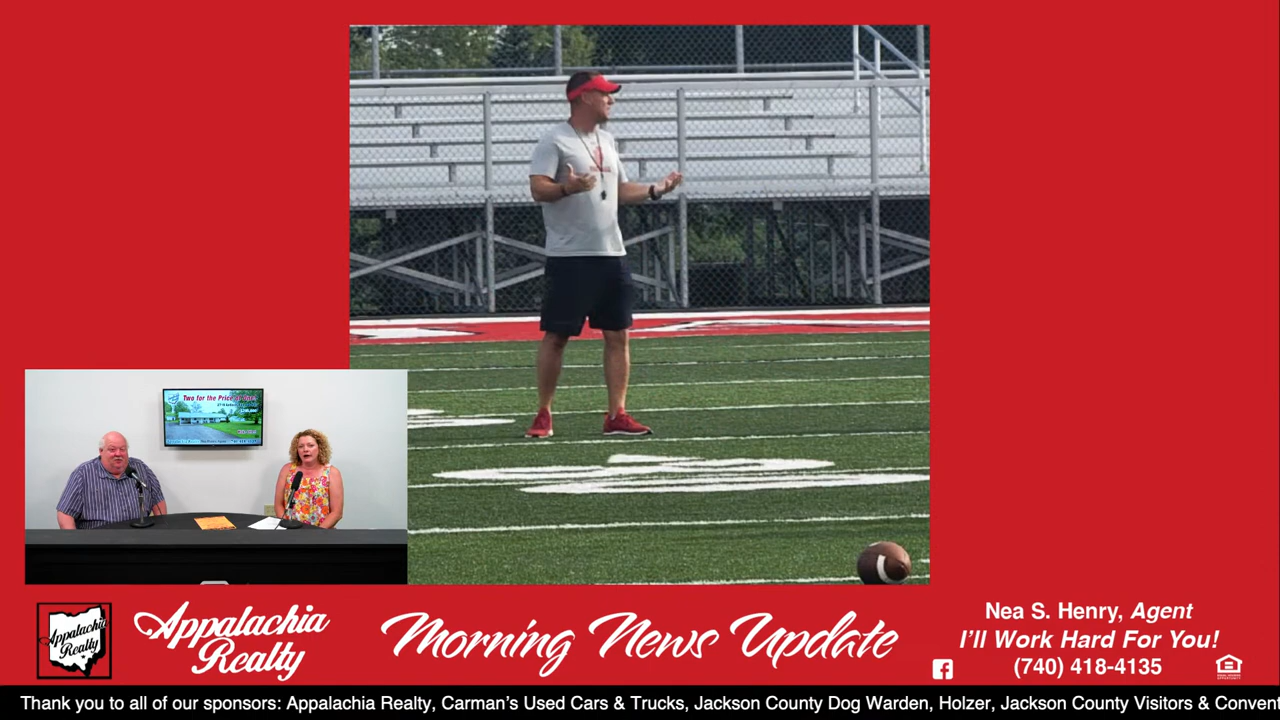 Two for the Price of One!
Appalachia
Realty
Appalachia
Realty
Morning News Update
Nea S. Henry, Agent
I'll Work Hard For You!
(740) 418-4135
Thank you to all of our sponsors: Appalachia Realty, Carman's Used Cars & Trucks, Jackson County Dog Warden, Holzer, Jackson County Visitors & Conven